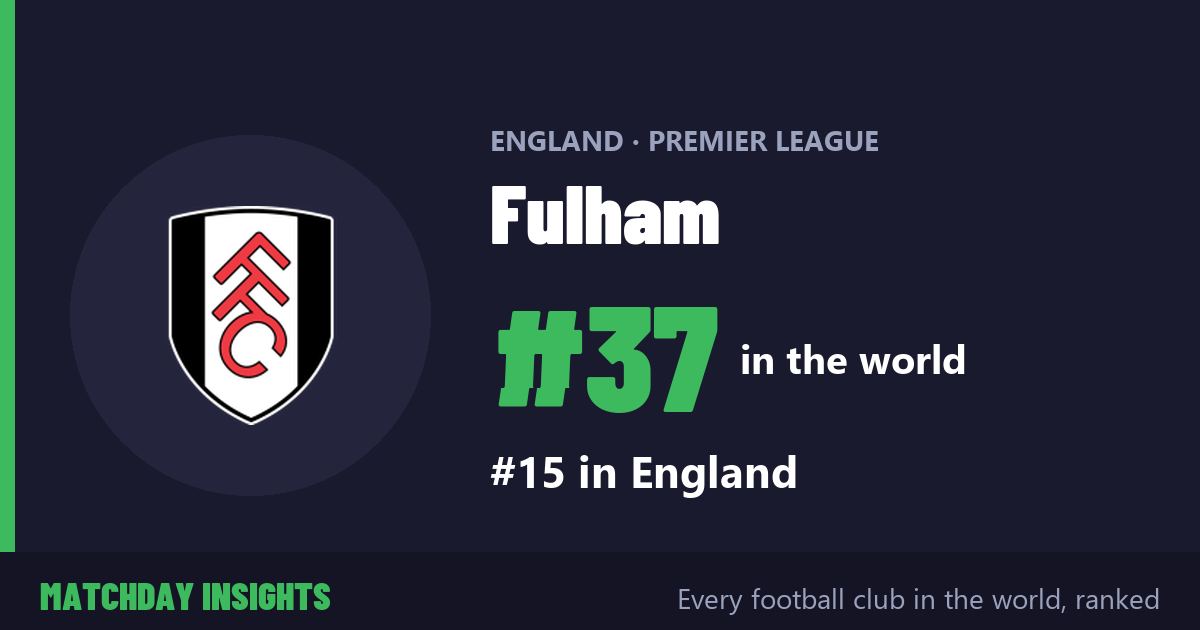 ENGLAND · PREMIER LEAGUE
Fulham
FFC
#37 in the world
#15 in England
MATCHDAY INSIGHTS
Every football club in the world, ranked